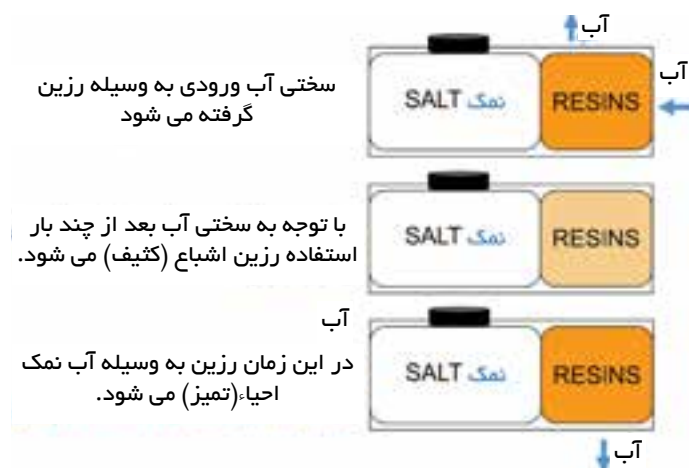 آب
آب
سختی آب ورودی به وسیله رزین
گرفته می شود
SALT نمک
RESINS
با توجه به سختی آب بعد از چند بار
استفاده رزین اشباع (کثیف) می شود.
SALT نمک
RESINS
آب
در این زمان رزین به وسیله آب نمک
احیاء(تمیز) می شود.
SALT نمک
RESINS
آب